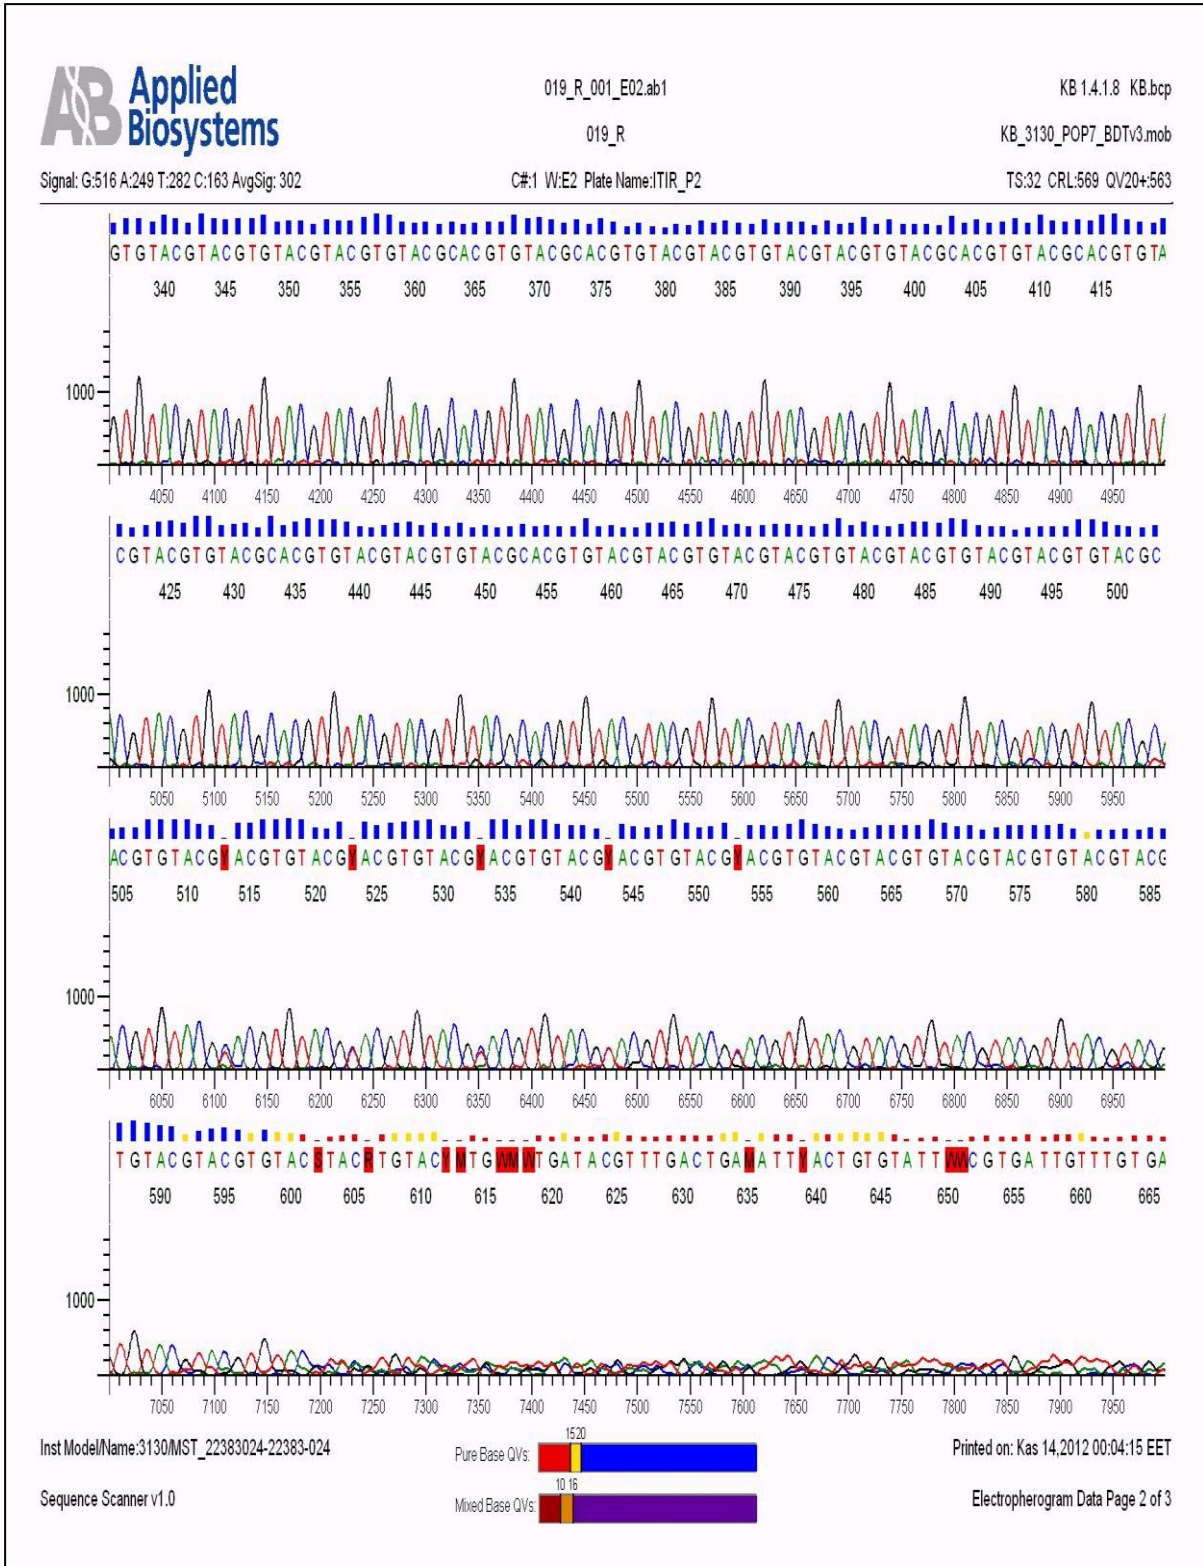 AB Applied
Biosystems
019_R_001_E02.ab1
KB 1.4.1.8 KB.bcp
019_R
KB_3130_POP7_BDTv3.mob
Signal: G:516 A:249 T:282 C:163 AvgSig: 302
C#:1 W:E2 Plate Name:ITIR_P2
TS:32 CRL:569 QV20+:563
GTGTACGTACGTGTACGTACGTGTACGCACGTGTACGCACGTGTACGTACGTGTACGTACGTGTACGCACGTGTACGCACGTGTA
340 345 350 355 360 365 370 375 380 385 390 395 400 405 410 415
1000
4050 4100 4150 4200 4250 4300 4350 4400 4450 4500 4550 4600 4650 4700 4750 4800 4850 4900 4950
CGTACGTGTACGCACGTGTACGTACGTGTACGCACGTGTACGTACGTGTACGTACGTGTACGTACGTGTACGTACGTGTACGC
425 430 435 440 445 450 455 460 465 470 475 480 485 490 495 500
1000
5050 5100 5150 5200 5250 5300 5350 5400 5450 5500 5550 5600 5650 5700 5750 5800 5850 5900 5950
ACGTGTACGYACGTGTACGYACGTGTACGYACGTGTACGYACGTGTACGYACGTGTACGTACGTGTACGTACGTGTACGTACG
505 510 515 520 525 530 535 540 545 550 555 560 565 570 575 580 585
1000
6050 6100 6150 6200 6250 6300 6350 6400 6450 6500 6550 6600 6650 6700 6750 6800 6850 6900 6950
TGTACGTACGTGTACSTACRTGTACYMTGWMWTGATACGTTTGACTGAMATTYACTGTGTATTWWCGTGATTGTTTGTGA
590 595 600 605 610 615 620 625 630 635 640 645 650 655 660 665
1000
7050 7100 7150 7200 7250 7300 7350 7400 7450 7500 7550 7600 7650 7700 7750 7800 7850 7900 7950
Inst Model/Name:3130/MST_22383024-22383-024
Pure Base QVs:
1520
Printed on: Kas 14,2012 00:04:15 EET
Sequence Scanner v1.0
Mixed Base QVs:
10 16
Electropherogram Data Page 2 of 3